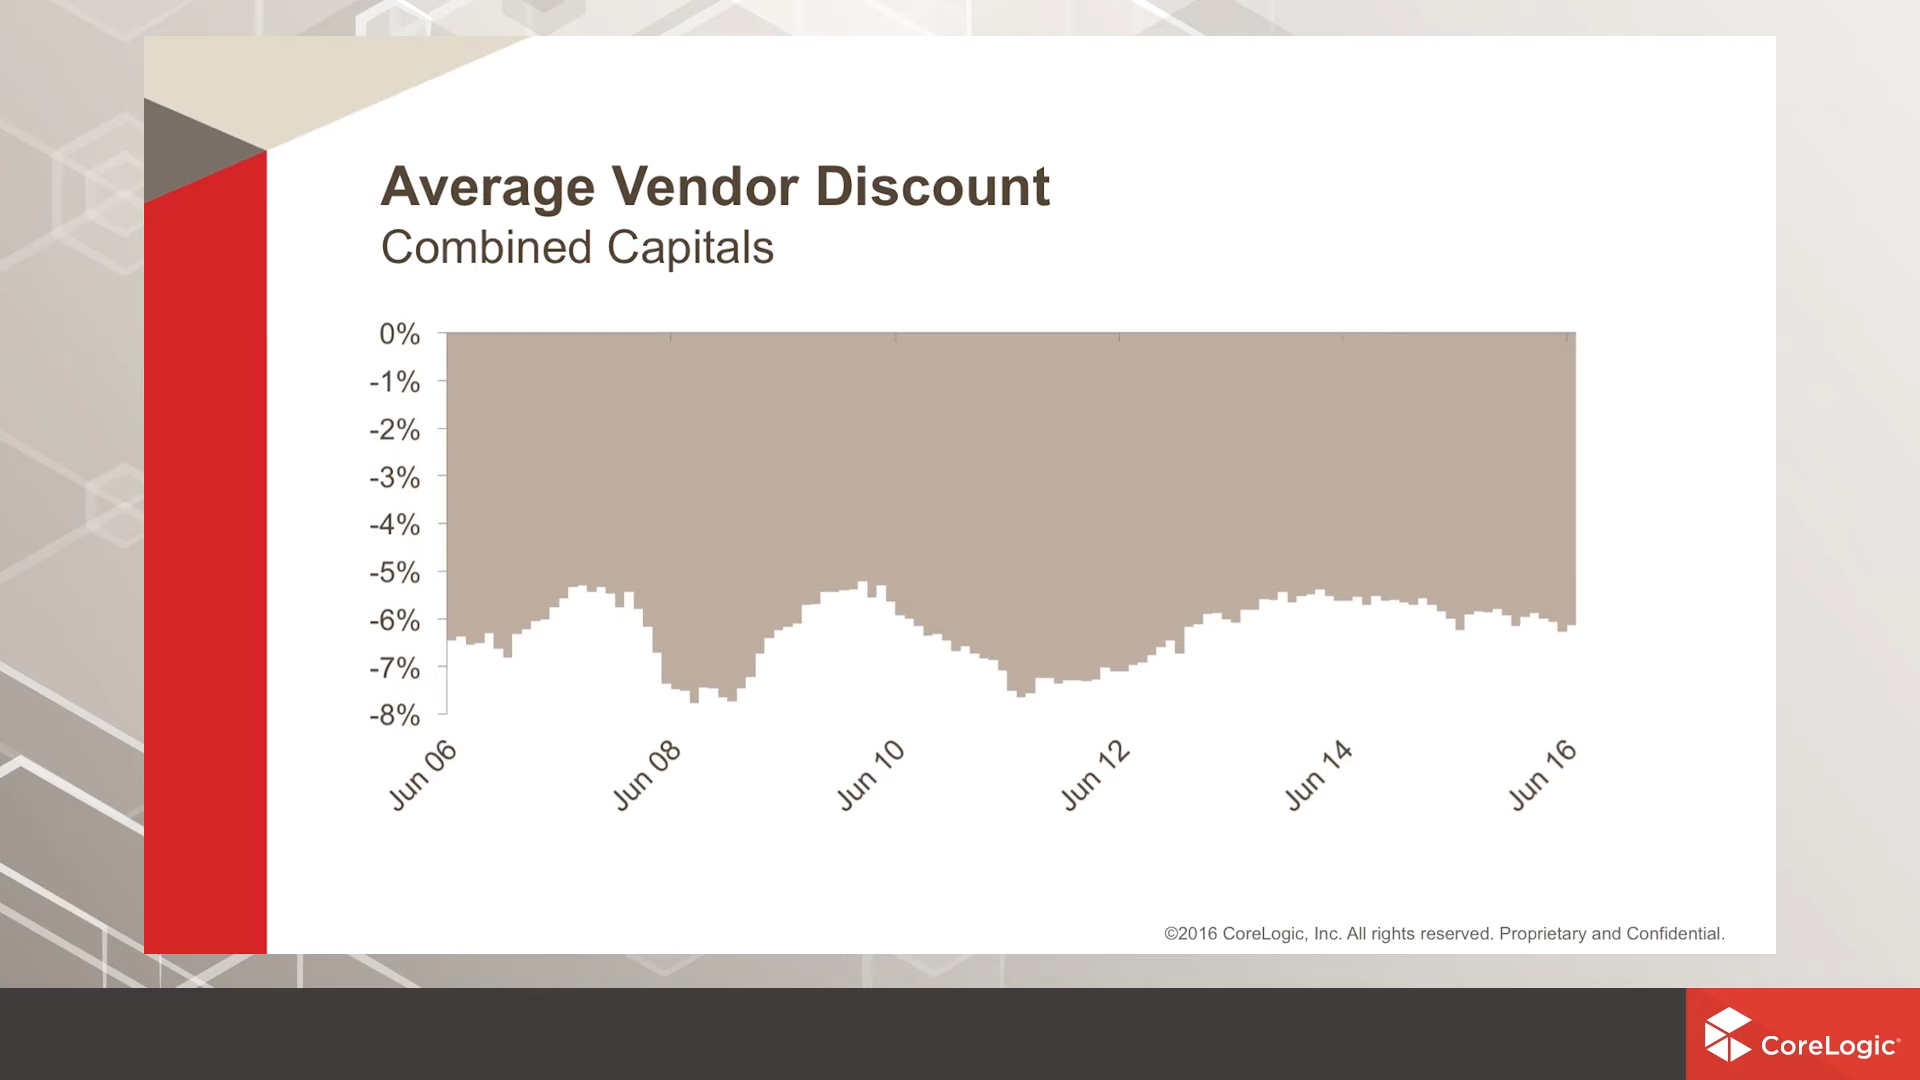 Average Vendor Discount
Combined Capitals
0%
-1%
-2%
-3%
-4%
-5%
-6%
-7%
-8%
Jun 06
Jun 08
Jun 10
Jun 12
Jun 14
Jun 16
©2016 CoreLogic, Inc. All rights reserved. Proprietary and Confidential.
CoreLogic